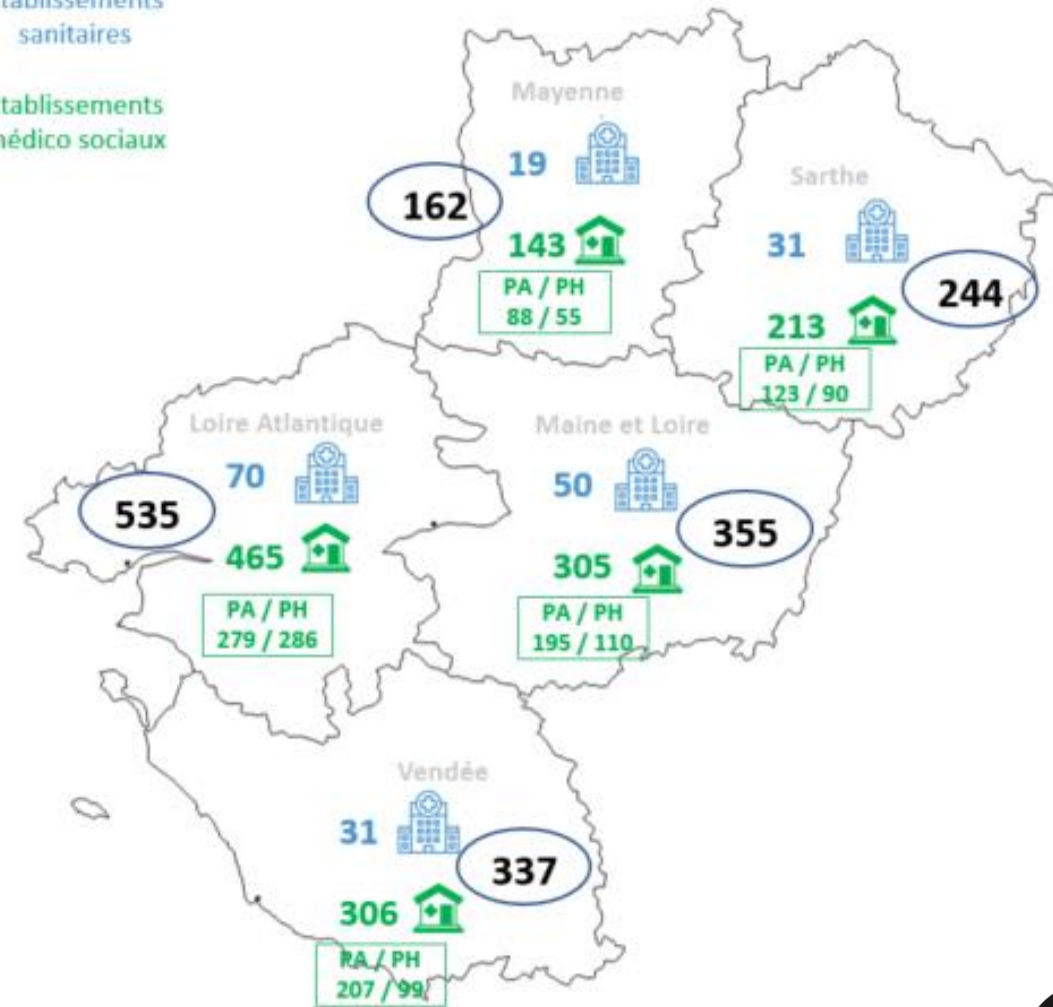 tablissements
sanitaires
tablissements
médico sociaux
Mayenne
19
162
143
PA / PH
88 / 55
Sarthe
31
244
213
PA / PH
123 / 90
Loire Atlantique
70
535
465
PA / PH
279 / 286
Maine et Loire
50
355
305
PA / PH
195 / 110
Vendée
31
337
306
PA / PH
207 / 99